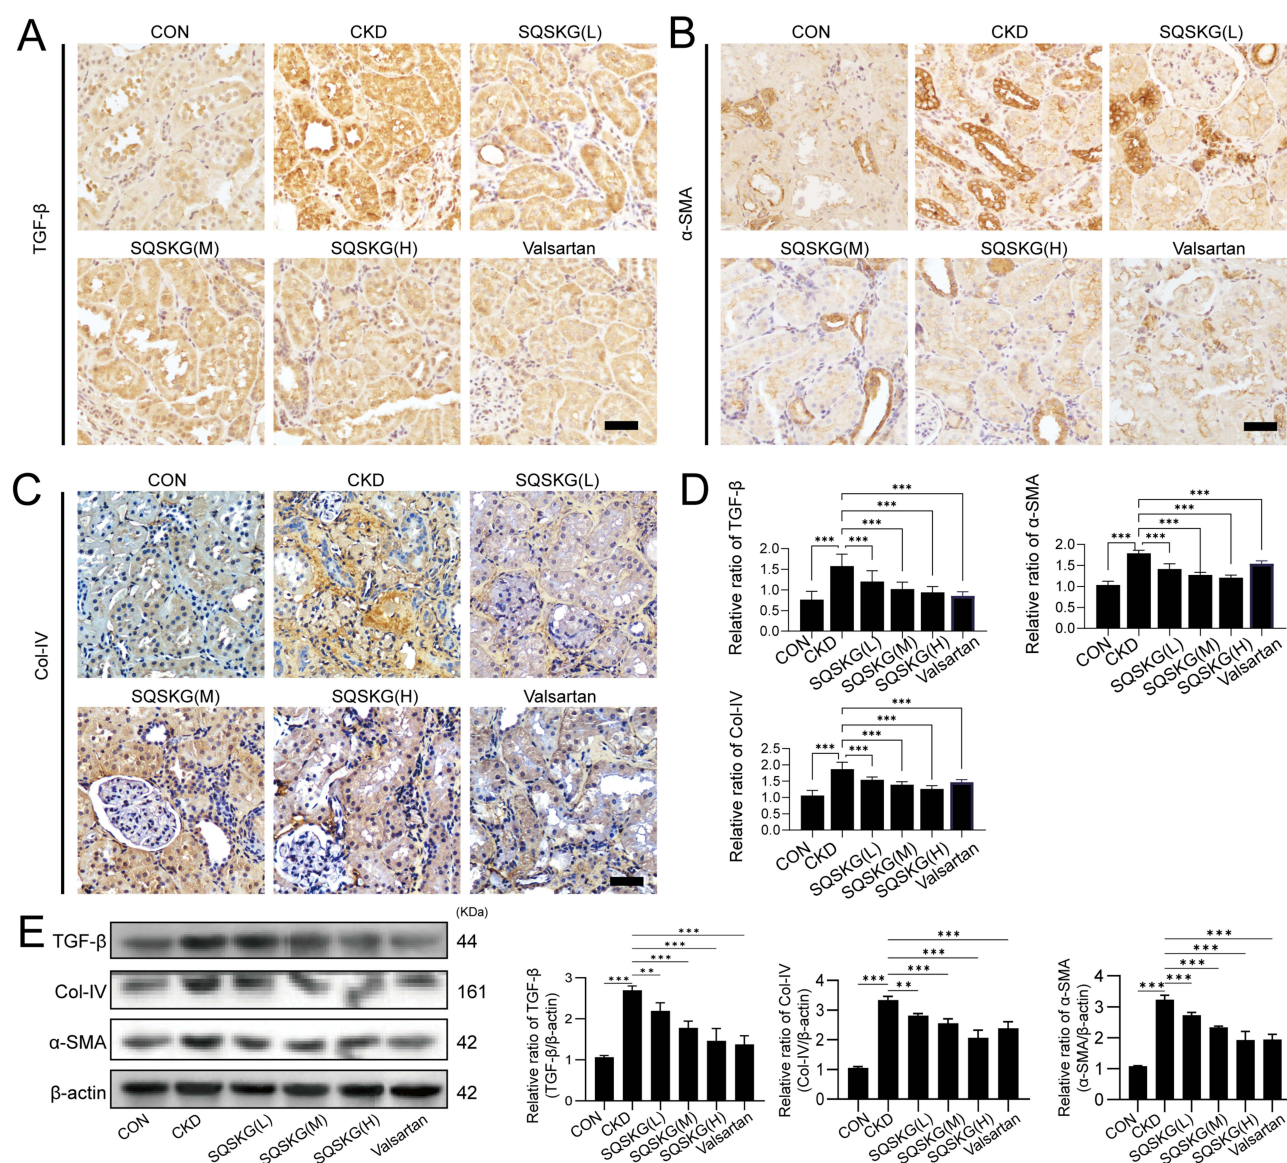 A
CON
CKD
SQSKG(L)
TGF-β
SQSKG(M)
SQSKG(H)
Valsartan
B
CON
CKD
SQSKG(L)
α-SMA
SQSKG(M)
SQSKG(H)
Valsartan
C
CON
CKD
SQSKG(L)
Col-IV
SQSKG(M)
SQSKG(H)
Valsartan
D
Relative ratio of TGF-β
2.0
1.5
1.0
0.5
0.0
***
***
***
***
***
CON
CKD
SQSKG(L)
SQSKG(M)
SQSKG(H)
Valsartan
Relative ratio of α-SMA
2.0
1.5
1.0
0.5
0.0
***
***
***
***
***
CON
CKD
SQSKG(L)
SQSKG(M)
SQSKG(H)
Valsartan
Relative ratio of Col-IV
2.5
2.0
1.5
1.0
0.5
0.0
***
***
***
***
***
CON
CKD
SQSKG(L)
SQSKG(M)
SQSKG(H)
Valsartan
E
(KDa)
TGF-β 44
Col-IV 161
α-SMA 42
β-actin 42
CON
CKD
SQSKG(L)
SQSKG(M)
SQSKG(H)
Valsartan
Relative ratio of TGF-β
(TGF-β/β-actin)
3
2
1
0
***
***
***
**
***
CON
CKD
SQSKG(L)
SQSKG(M)
SQSKG(H)
Valsartan
Relative ratio of Col-IV
(Col-IV/β-actin)
4
3
2
1
0
***
***
***
**
***
CON
CKD
SQSKG(L)
SQSKG(M)
SQSKG(H)
Valsartan
Relative ratio of α-SMA
(α-SMA/β-actin)
4
3
2
1
0
***
***
***
***
***
CON
CKD
SQSKG(L)
SQSKG(M)
SQSKG(H)
Valsartan